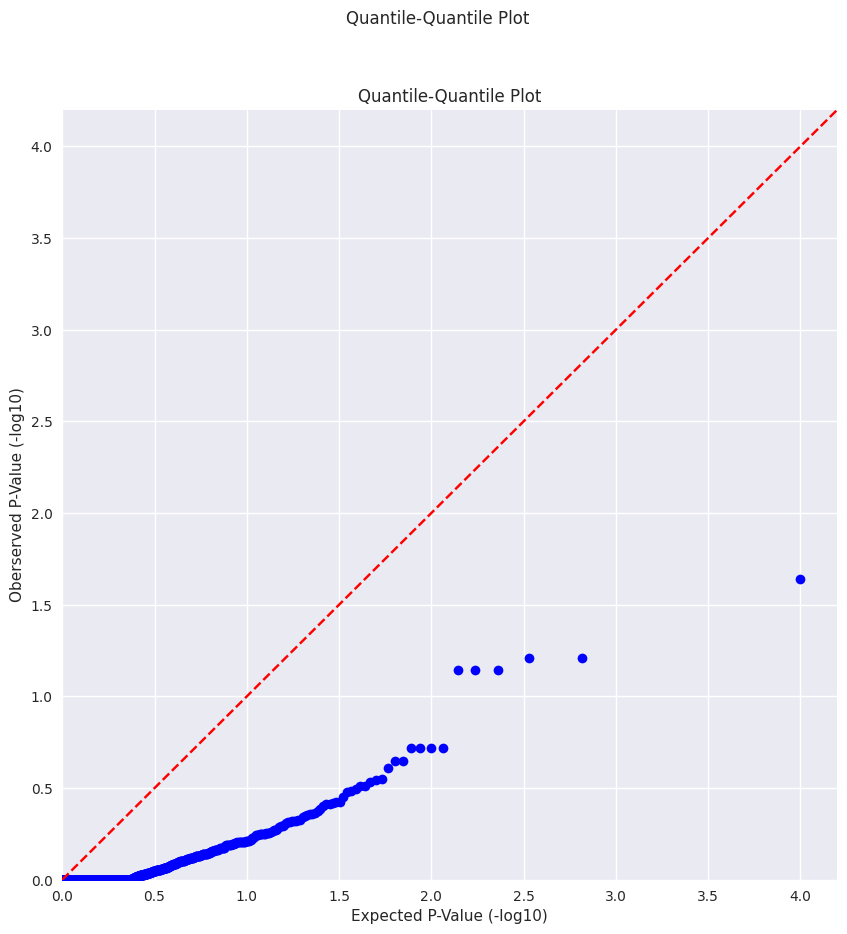 Quantile-Quantile Plot
Quantile-Quantile Plot
4.0
3.5
3.0
2.5
2.0
1.5
1.0
0.5
0.0
Oberserved P-Value (-log10)
0.0 0.5 1.0 1.5 2.0 2.5 3.0 3.5 4.0
Expected P-Value (-log10)